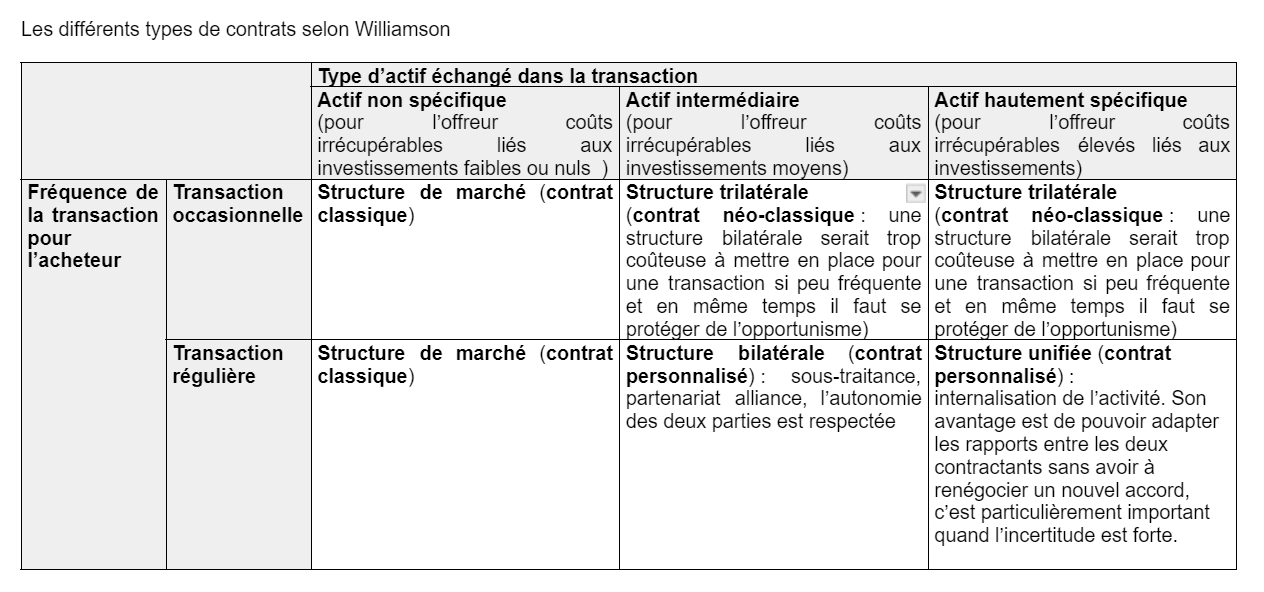 Les différents types de contrats selon Williamson
Type d'actif échangé dans la transaction
Actif non spécifique
(pour l'offreur coûts
irrécupérables liés aux
investissements faibles ou nuls )
Actif intermédiaire
(pour l'offreur coûts
irrécupérables liés aux
investissements moyens)
Actif hautement spécifique
(pour l'offreur coûts
irrécupérables élevés liés aux
investissements)
Fréquence de
la transaction
pour
l'acheteur
Transaction
occasionnelle
Structure de marché (contrat
classique)
Structure trilatérale
(contrat néo-classique : une
structure bilatérale serait trop
coûteuse à mettre en place pour
une transaction si peu fréquente
et en même temps il faut se
protéger de l'opportunisme)
Structure trilatérale
(contrat néo-classique : une
structure bilatérale serait trop
coûteuse à mettre en place pour
une transaction si peu fréquente
et en même temps il faut se
protéger de l'opportunisme)
Transaction
régulière
Structure de marché (contrat
classique)
Structure bilatérale (contrat
personnalisé) : sous-traitance,
partenariat alliance, l'autonomie
des deux parties est respectée
Structure unifiée (contrat
personnalisé) :
internalisation de l'activité. Son
avantage est de pouvoir adapter
les rapports entre les deux
contractants sans avoir à
renégocier un nouvel accord,
c'est particulièrement important
quand l'incertitude est forte.